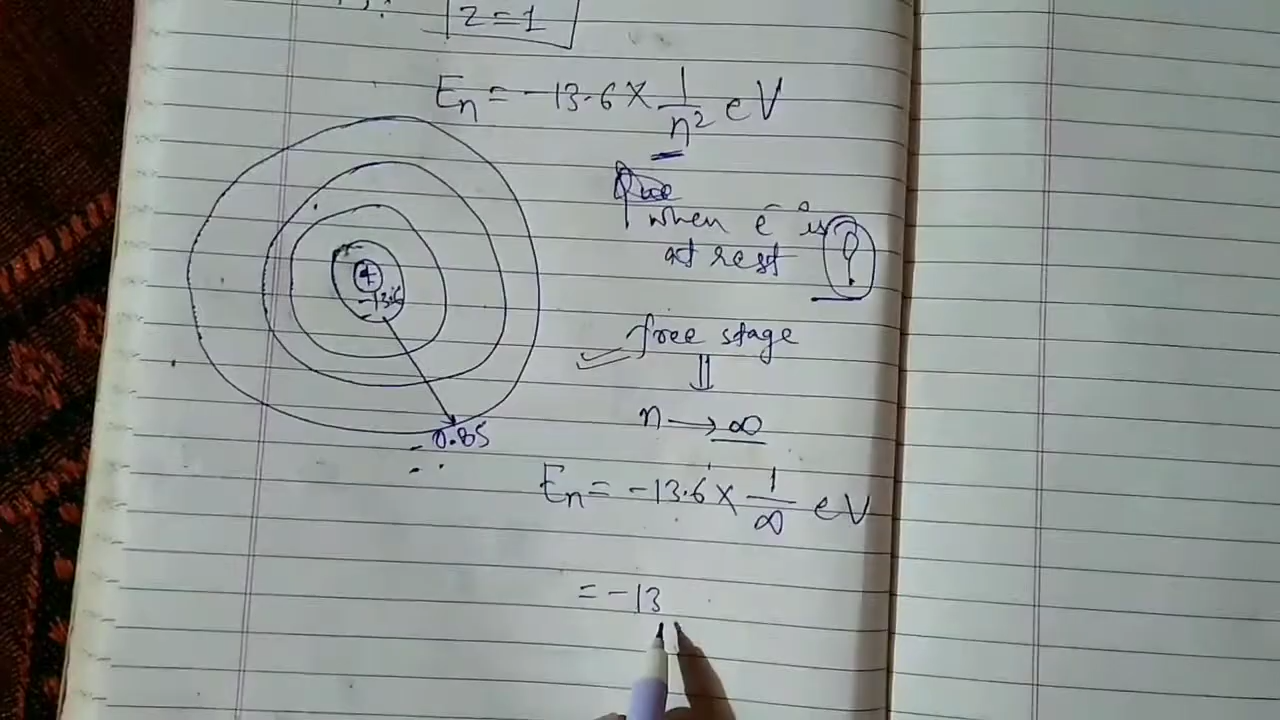 Z = 1
En = -13.6 × 1/n² eV
Que
when e⁻ is
at rest ?
+
-13.6
free stage
⇓
n → ∞
0.85
En = -13.6 × 1/∞ eV
= -13